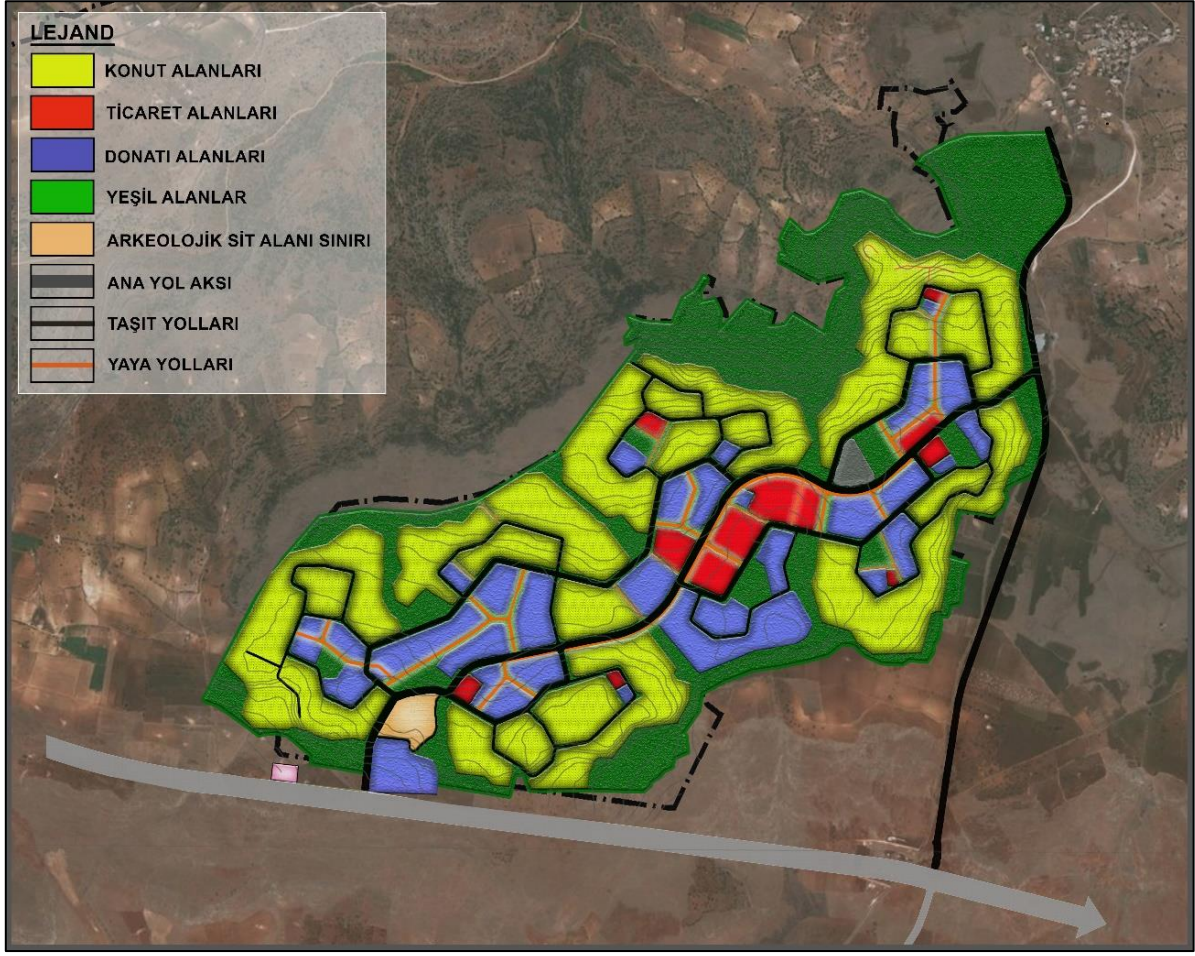 LEJAND
KONUT ALANLARI
TİCARET ALANLARI
DONATI ALANLARI
YEŞİL ALANLAR
ARKEOLOJİK SİT ALANI SINIRI
ANA YOL AKSI
TAŞIT YOLLARI
YAYA YOLLARI